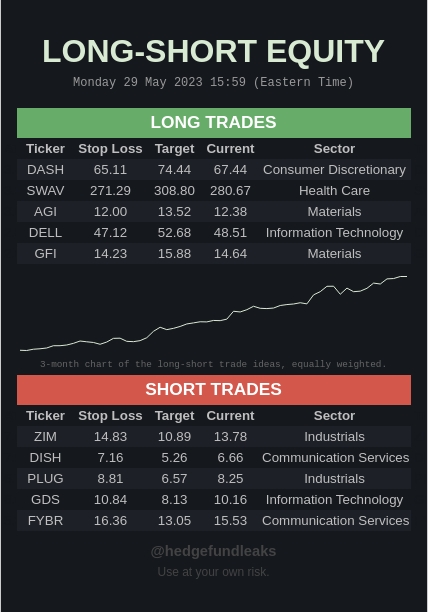 LONG-SHORT EQUITY
Monday 29 May 2023 15:59 (Eastern Time)
LONG TRADES
Ticker Stop Loss Target Current Sector
DASH 65.11 74.44 67.44 Consumer Discretionary
SWAV 271.29 308.80 280.67 Health Care
AGI 12.00 13.52 12.38 Materials
DELL 47.12 52.68 48.51 Information Technology
GFI 14.23 15.88 14.64 Materials
3-month chart of the long-short trade ideas, equally weighted.
SHORT TRADES
Ticker Stop Loss Target Current Sector
ZIM 14.83 10.89 13.78 Industrials
DISH 7.16 5.26 6.66 Communication Services
PLUG 8.81 6.57 8.25 Industrials
GDS 10.84 8.13 10.16 Information Technology
FYBR 16.36 13.05 15.53 Communication Services
@hedgefundleaks
Use at your own risk.